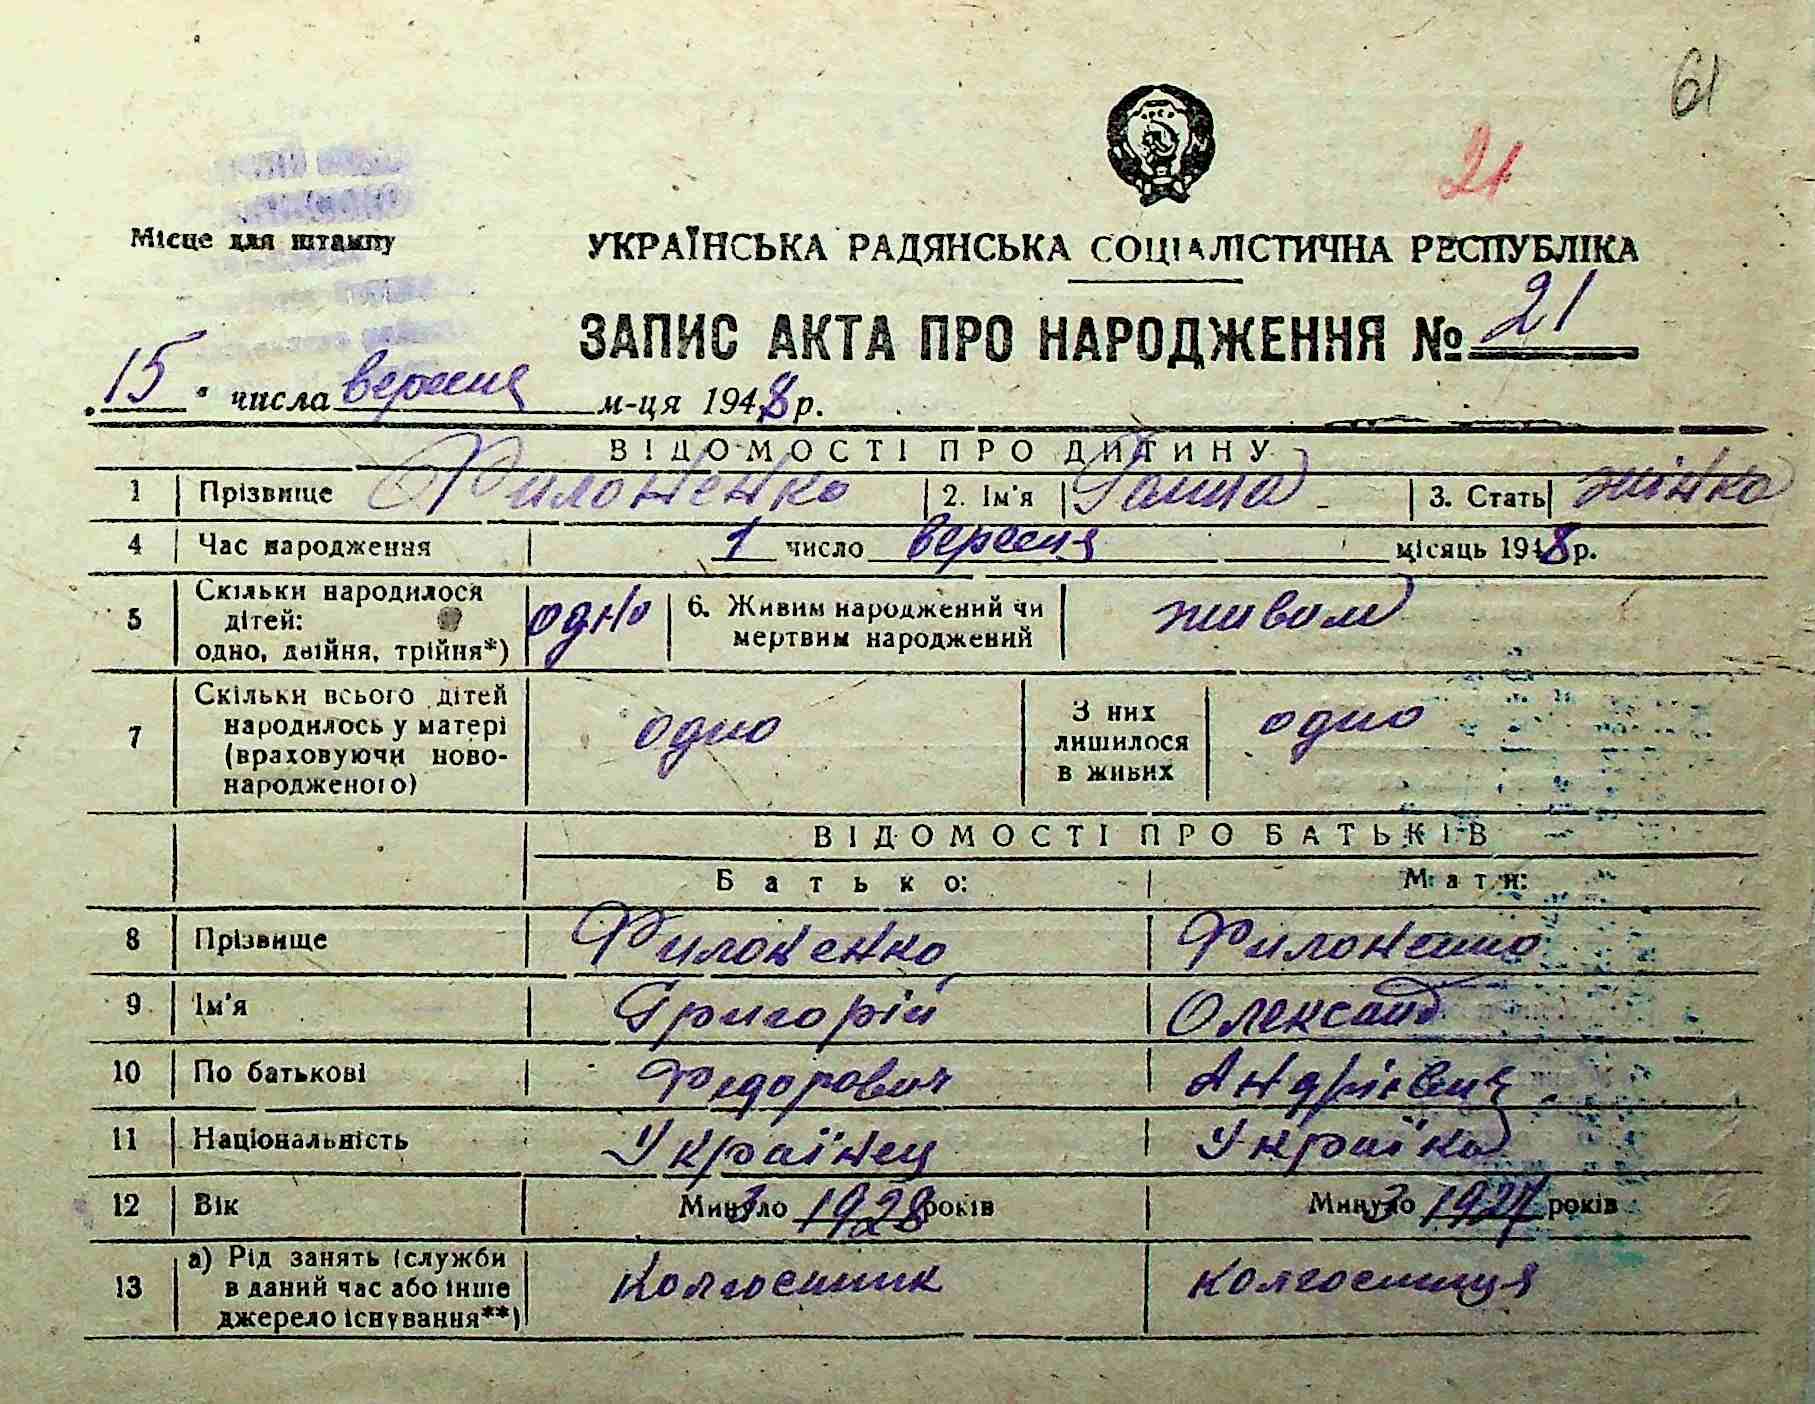 61
21
Місце для штампу
УКРАЇНСЬКА РАДЯНСЬКА СОЦІАЛІСТИЧНА РЕСПУБЛІКА
ЗАПИС АКТА ПРО НАРОДЖЕННЯ № 21
„15" числа вересня м-ця 1948 р.
ВІДОМОСТІ ПРО ДИТИНУ
1 Прізвище Филоненко 2. Ім'я Ганна 3. Стать жінка
4 Час народження 1 число вересня місяць 1948 р.
5 Скільки народилося дітей: одно, двійня, трійня*) одно 6. Живим народжений чи мертвим народжений живим
7 Скільки всього дітей народилось у матері (враховуючи новонародженого) одно З них лишилося в живих одно
ВІДОМОСТІ ПРО БАТЬКІВ
Батько: Мати:
8 Прізвище Филоненко Филоненко
9 Ім'я Григорій Олександ
10 По батькові Федорович Андріівна
11 Національність Українец Украіка
12 Вік Минуло З 1928 років Минуло З 1927 років
13 а) Рід занять (служби в даний час або інше джерело існування**) Колгоспник колгоспниця